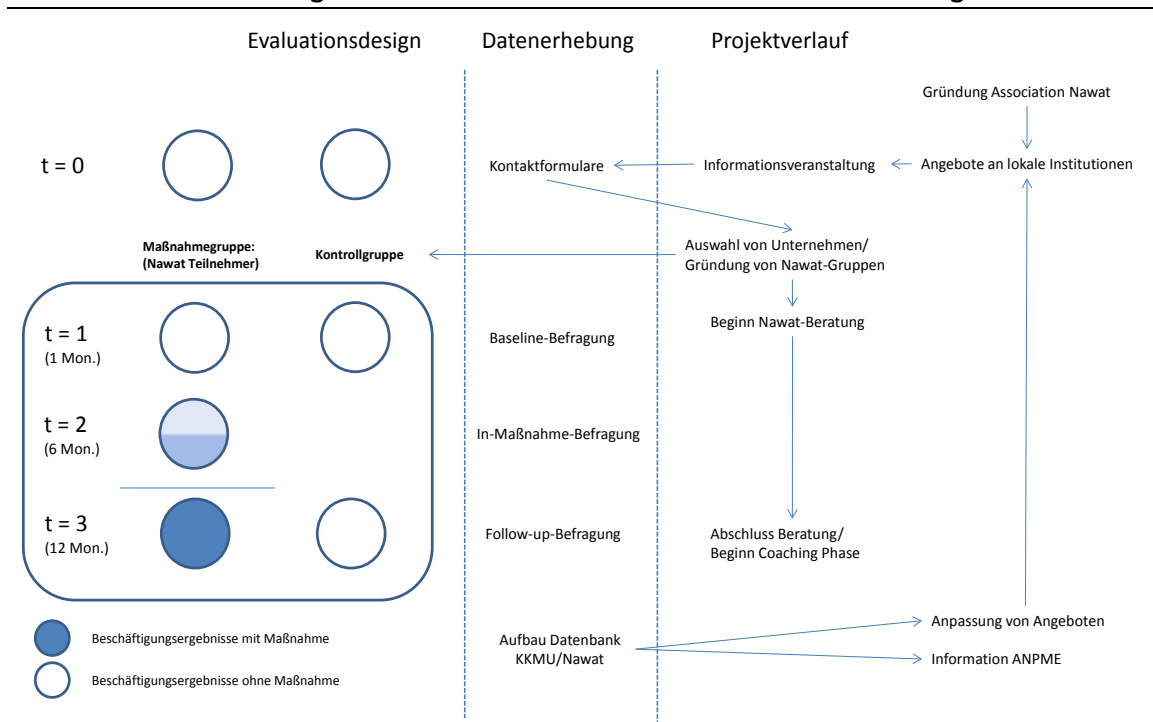 Evaluationsdesign
Datenerhebung
Projektverlauf
Gründung Association Nawat
t = 0
Kontaktformulare
Informationsveranstaltung
Angebote an lokale Institutionen
Maßnahmegruppe:
(Nawat Teilnehmer)
Kontrollgruppe
Auswahl von Unternehmen/
Gründung von Nawat-Gruppen
t = 1
(1 Mon.)
Baseline-Befragung
Beginn Nawat-Beratung
t = 2
(6 Mon.)
In-Maßnahme-Befragung
t = 3
(12 Mon.)
Follow-up-Befragung
Abschluss Beratung/
Beginn Coaching Phase
Beschäftigungsergebnisse mit Maßnahme
Beschäftigungsergebnisse ohne Maßnahme
Aufbau Datenbank
KKMU/Nawat
Anpassung von Angeboten
Information ANPME